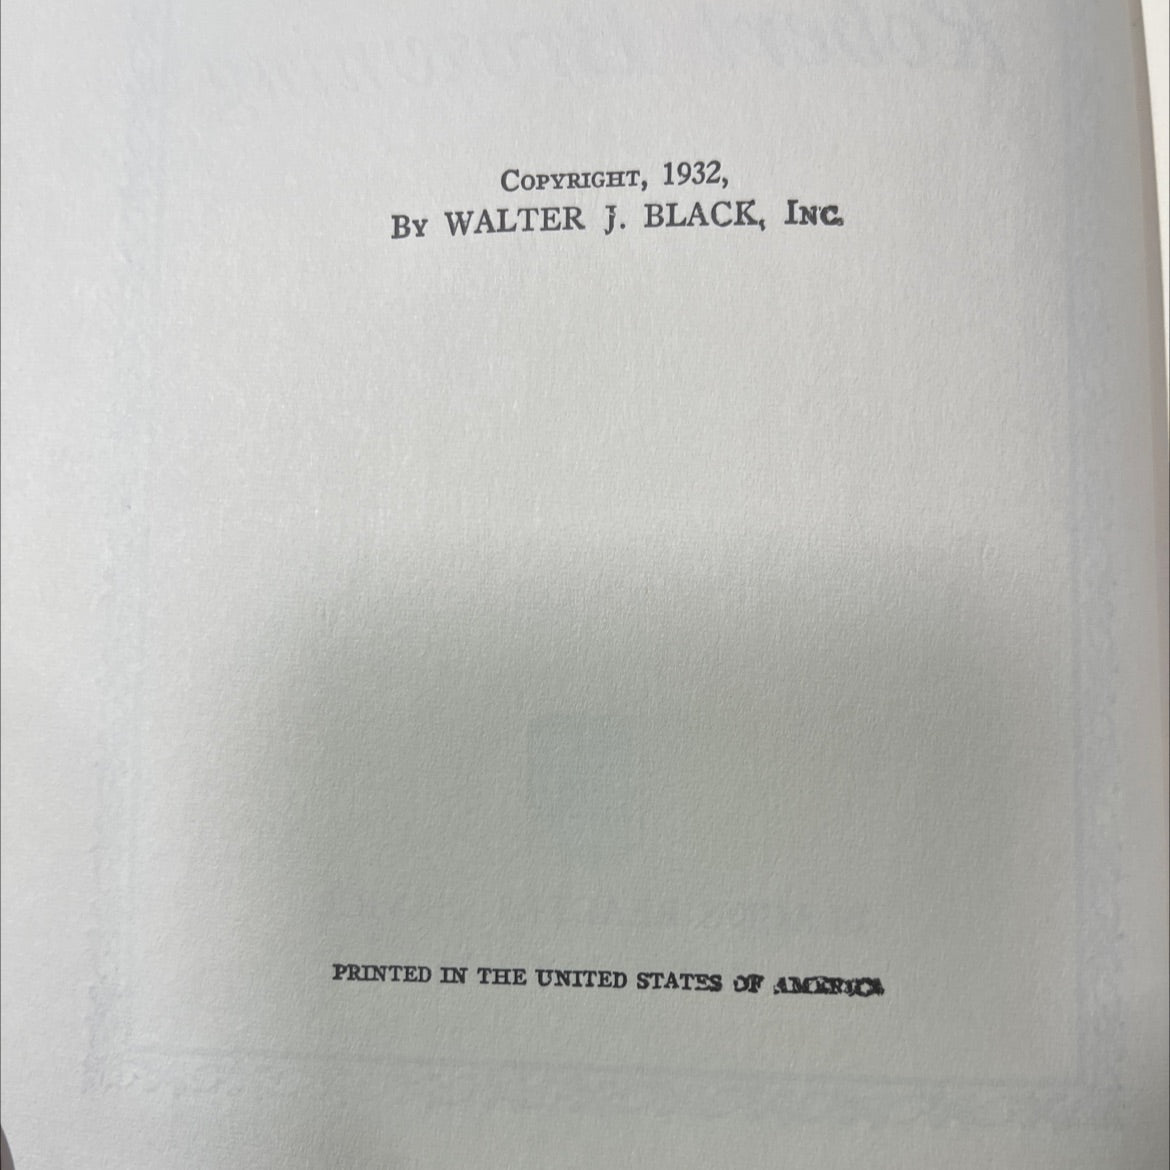 Copyright, 1932,
By WALTER J. BLACK, Inc.
PRINTED IN THE UNITED STATES OF AMERICA